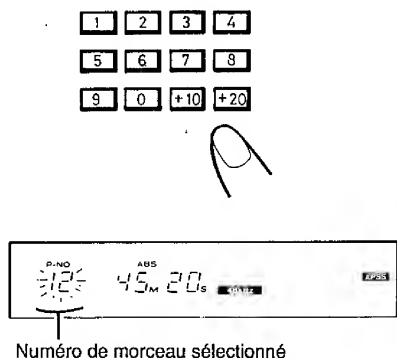 1 2 3 4
5 6 7 8
9 0 +10 +20
P-NO ABS
12 45M 20S APSS
Numéro de morceau sélectionné